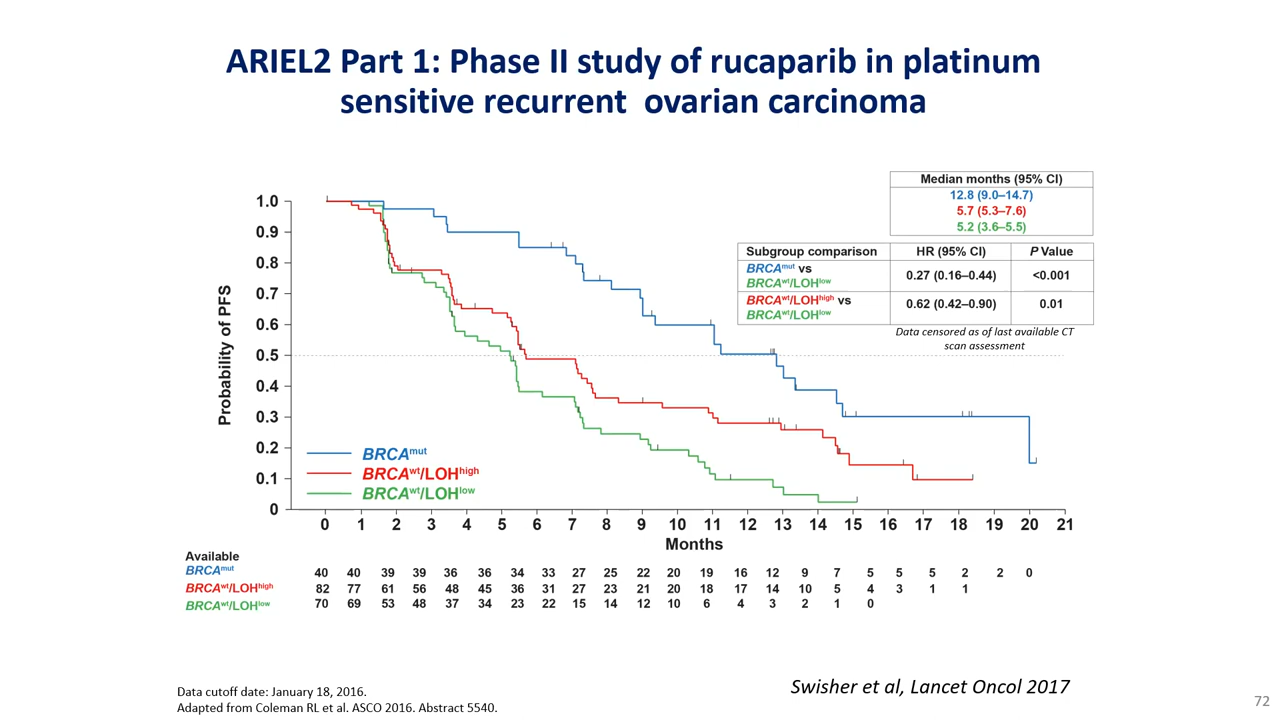 ARIEL2 Part 1: Phase II study of rucaparib in platinum
sensitive recurrent ovarian carcinoma
Median months (95% CI)
12.8 (9.0–14.7)
5.7 (5.3–7.6)
5.2 (3.6–5.5)
Subgroup comparison HR (95% CI) P Value
BRCAmut vs
BRCAwt/LOHlow 0.27 (0.16–0.44) <0.001
BRCAwt/LOHhigh vs
BRCAwt/LOHlow 0.62 (0.42–0.90) 0.01
Data censored as of last available CT
scan assessment
Probability of PFS
1.0
0.9
0.8
0.7
0.6
0.5
0.4
0.3
0.2
0.1
0
BRCAmut
BRCAwt/LOHhigh
BRCAwt/LOHlow
0 1 2 3 4 5 6 7 8 9 10 11 12 13 14 15 16 17 18 19 20 21
Months
Available
BRCAmut 40 40 39 39 36 36 34 33 27 25 22 20 19 16 12 9 7 5 5 5 2 2 0
BRCAwt/LOHhigh 82 77 61 56 48 45 36 31 27 23 21 20 18 17 14 10 5 4 3 1 1
BRCAwt/LOHlow 70 69 53 48 37 34 23 22 15 14 12 10 6 4 3 2 1 0
Swisher et al, Lancet Oncol 2017
Data cutoff date: January 18, 2016.
Adapted from Coleman RL et al. ASCO 2016. Abstract 5540.
72